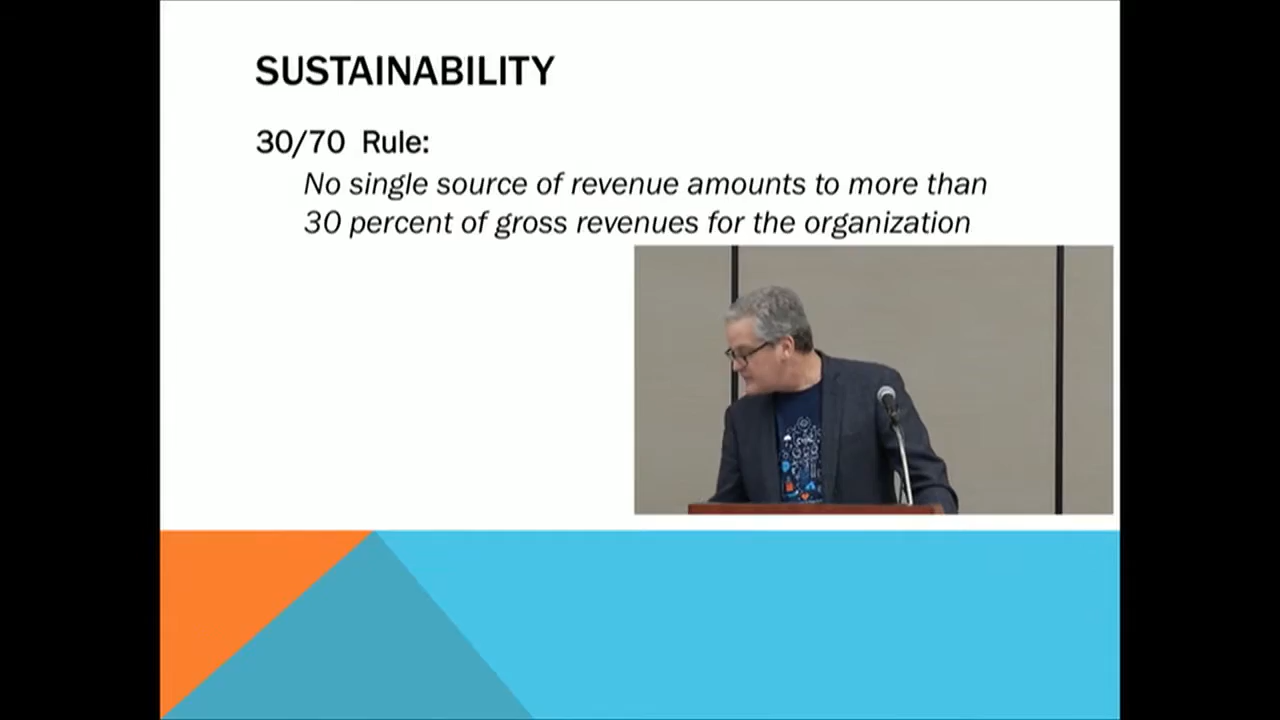 SUSTAINABILITY
30/70 Rule:
No single source of revenue amounts to more than
30 percent of gross revenues for the organization